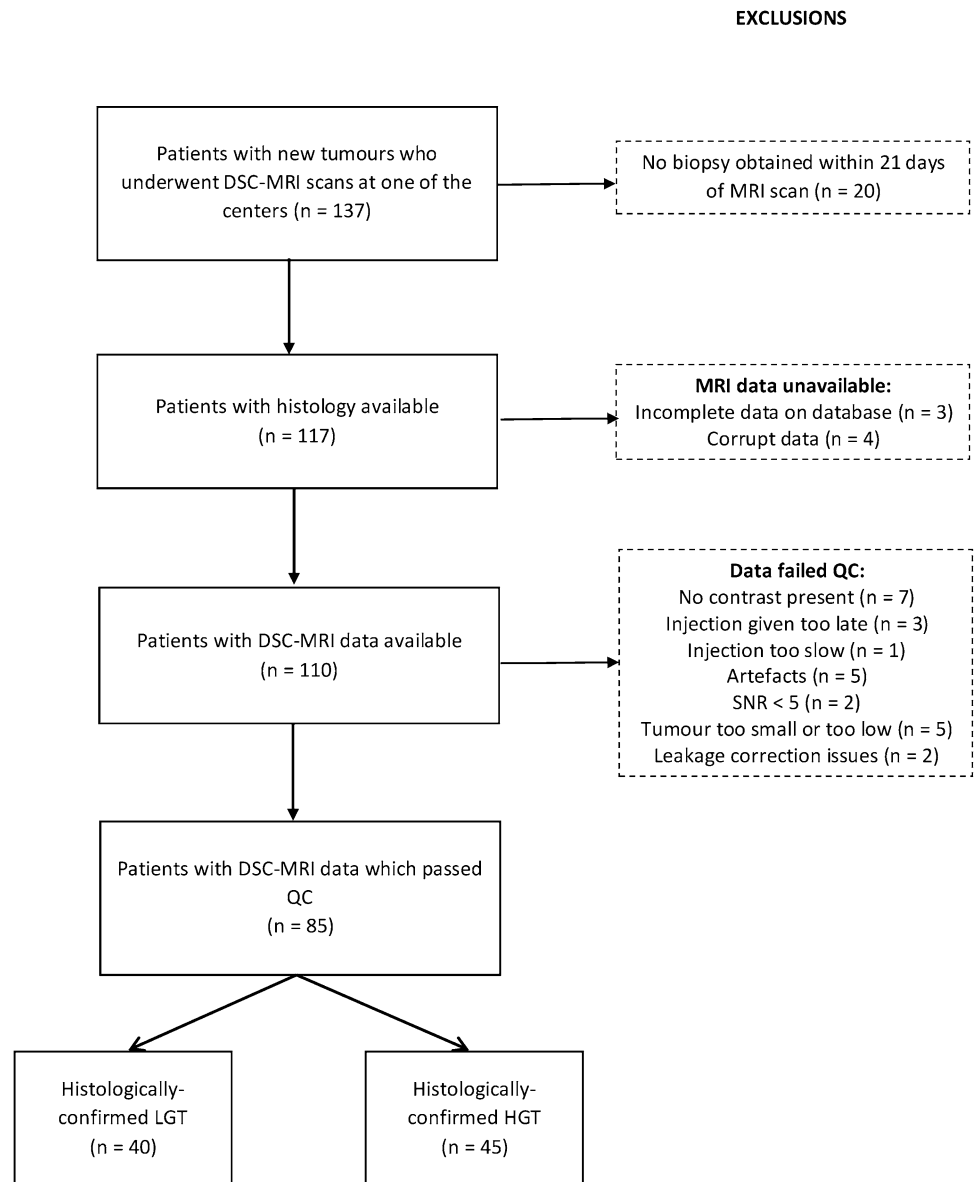 EXCLUSIONS
Patients with new tumours who
underwent DSC-MRI scans at one of the
centers (n = 137)
No biopsy obtained within 21 days
of MRI scan (n = 20)
Patients with histology available
(n = 117)
MRI data unavailable:
Incomplete data on database (n = 3)
Corrupt data (n = 4)
Patients with DSC-MRI data available
(n = 110)
Data failed QC:
No contrast present (n = 7)
Injection given too late (n = 3)
Injection too slow (n = 1)
Artefacts (n = 5)
SNR < 5 (n = 2)
Tumour too small or too low (n = 5)
Leakage correction issues (n = 2)
Patients with DSC-MRI data which passed
QC
(n = 85)
Histologically-
confirmed LGT
(n = 40)
Histologically-
confirmed HGT
(n = 45)